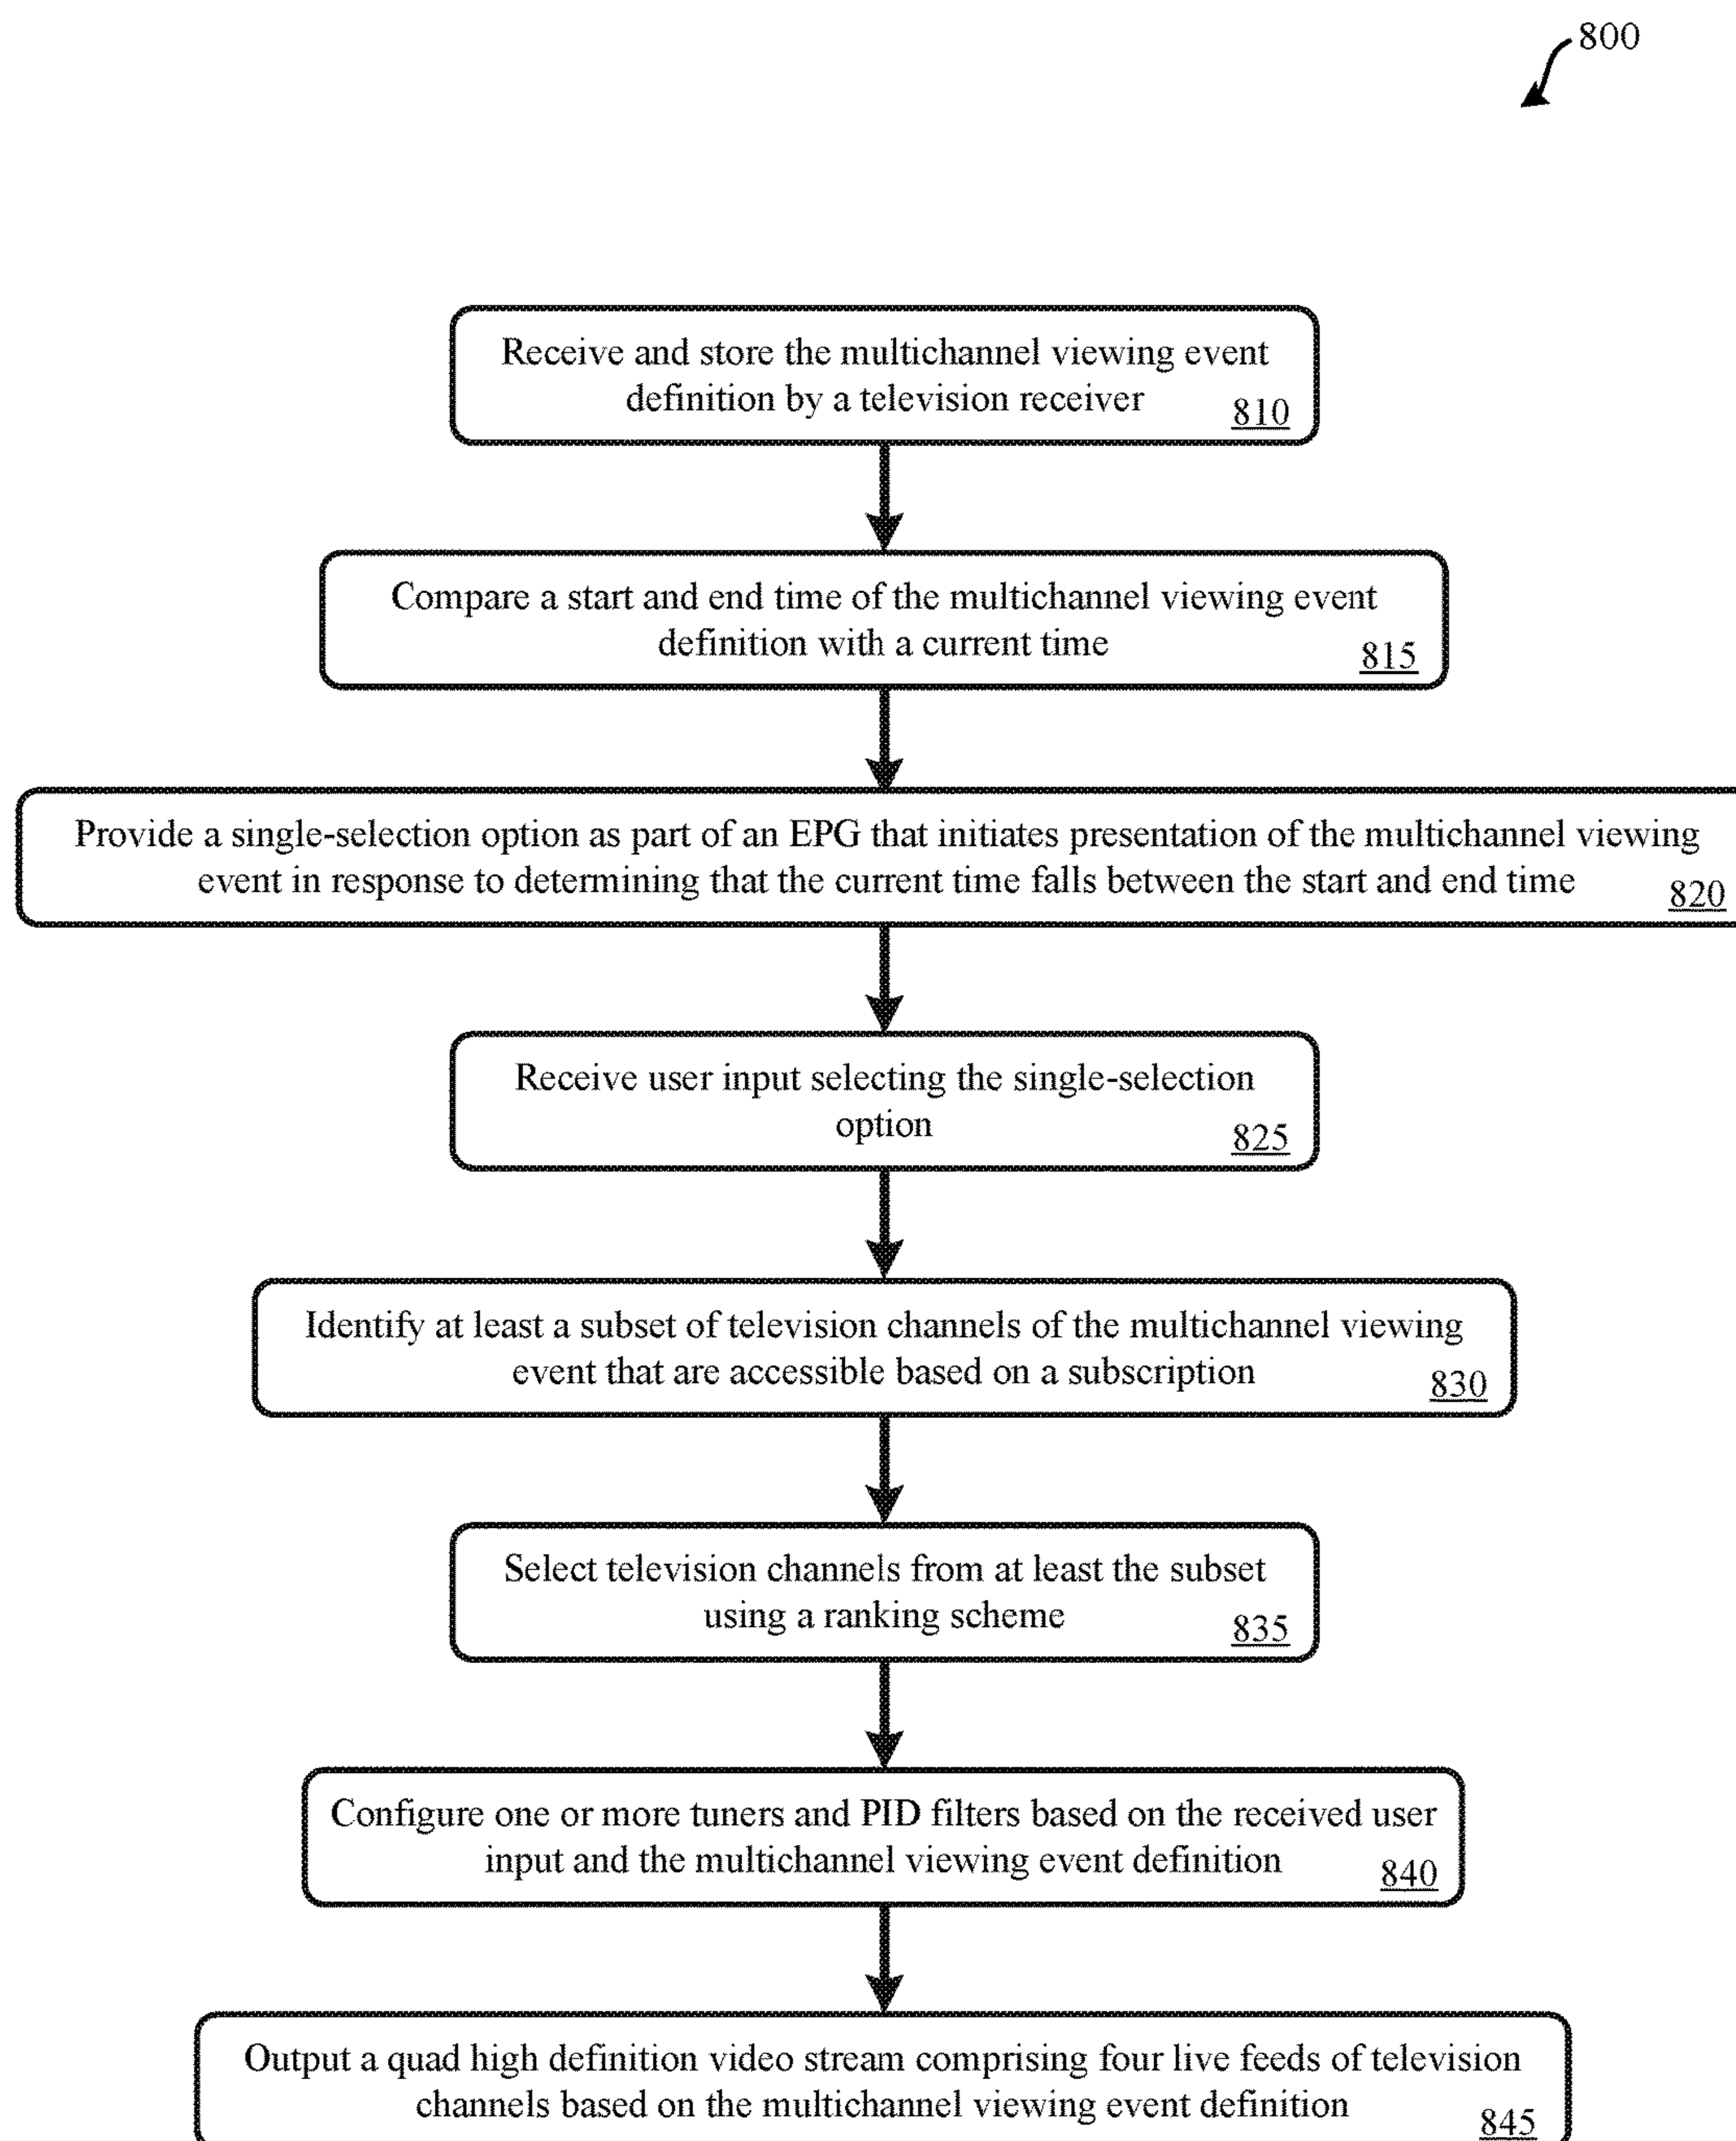 800
Receive and store the multichannel viewing event
definition by a television receiver
810
Compare a start and end time of the multichannel viewing event
definition with a current time
815
Provide a single-selection option as part of an EPG that initiates presentation of the multichannel viewing
event in response to determining that the current time falls between the start and end time
820
Receive user input selecting the single-selection
option
825
Identify at least a subset of television channels of the multichannel viewing
event that are accessible based on a subscription
830
Select television channels from at least the subset
using a ranking scheme
835
Configure one or more tuners and PID filters based on the received user
input and the multichannel viewing event definition
840
Output a quad high definition video stream comprising four live feeds of television
channels based on the multichannel viewing event definition
845